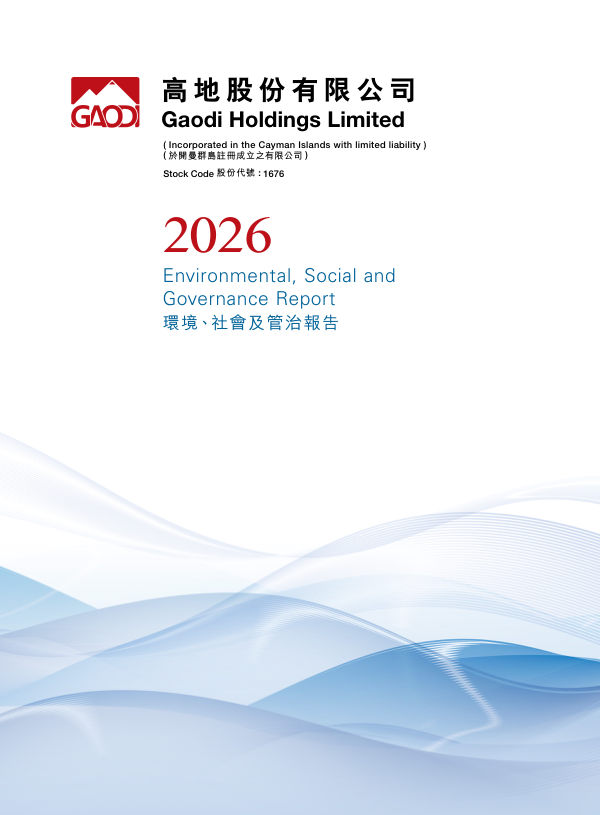 GAODI
高地股份有限公司
Gaodi Holdings Limited
( Incorporated in the Cayman Islands with limited liability )
( 於開曼群島註冊成立之有限公司 )
Stock Code 股份代號：1676
2026
Environmental, Social and
Governance Report
環境、社會及管治報告